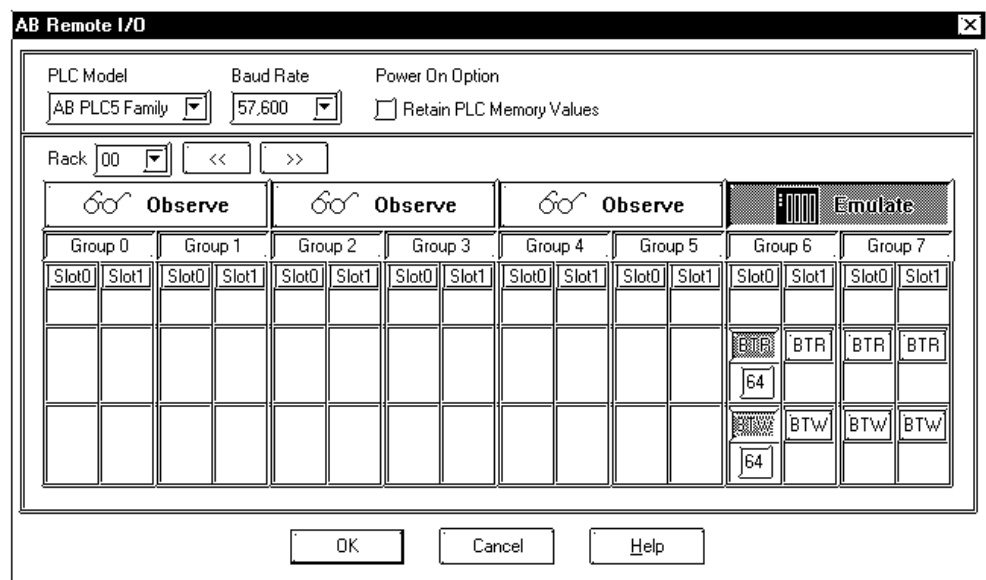 AB Remote I/O
PLC Model Baud Rate Power On Option
AB PLC5 Family 57,600 Retain PLC Memory Values
Rack 00 << >>
Observe Observe Observe Emulate
Group 0 Group 1 Group 2 Group 3 Group 4 Group 5 Group 6 Group 7
Slot0 Slot1 Slot0 Slot1 Slot0 Slot1 Slot0 Slot1 Slot0 Slot1 Slot0 Slot1 Slot0 Slot1 Slot0 Slot1
BTR BTR BTR BTR
64
BTW BTW BTW BTW
64
OK Cancel Help